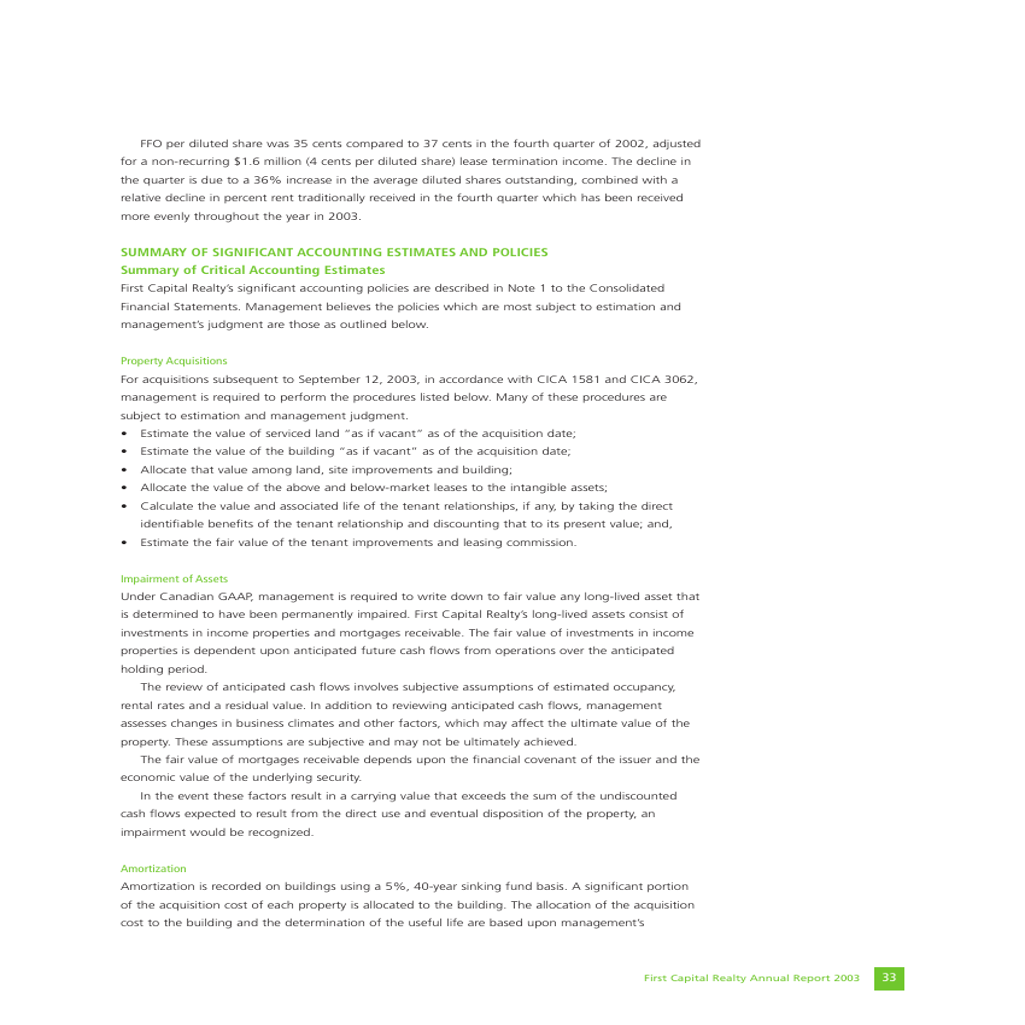 FFO per diluted share was 35 cents compared to 37 cents in the fourth quarter of 2002, adjusted
for a non-recurring $1.6 million (4 cents per diluted share) lease termination income. The decline in
the quarter is due to a 36% increase in the average diluted shares outstanding, combined with a
relative decline in percent rent traditionally received in the fourth quarter which has been received
more evenly throughout the year in 2003.
SUMMARY OF SIGNIFICANT ACCOUNTING ESTIMATES AND POLICIES
Summary of Critical Accounting Estimates
First Capital Realty’s significant accounting policies are described in Note 1 to the Consolidated
Financial Statements. Management believes the policies which are most subject to estimation and
management’s judgment are those as outlined below.
Property Acquisitions
For acquisitions subsequent to September 12, 2003, in accordance with CICA 1581 and CICA 3062,
management is required to perform the procedures listed below. Many of these procedures are
subject to estimation and management judgment.
• Estimate the value of serviced land “as if vacant” as of the acquisition date;
• Estimate the value of the building “as if vacant” as of the acquisition date;
• Allocate that value among land, site improvements and building;
• Allocate the value of the above and below-market leases to the intangible assets;
• Calculate the value and associated life of the tenant relationships, if any, by taking the direct
identifiable benefits of the tenant relationship and discounting that to its present value; and,
• Estimate the fair value of the tenant improvements and leasing commission.
Impairment of Assets
Under Canadian GAAP, management is required to write down to fair value any long-lived asset that
is determined to have been permanently impaired. First Capital Realty’s long-lived assets consist of
investments in income properties and mortgages receivable. The fair value of investments in income
properties is dependent upon anticipated future cash flows from operations over the anticipated
holding period.
The review of anticipated cash flows involves subjective assumptions of estimated occupancy,
rental rates and a residual value. In addition to reviewing anticipated cash flows, management
assesses changes in business climates and other factors, which may affect the ultimate value of the
property. These assumptions are subjective and may not be ultimately achieved.
The fair value of mortgages receivable depends upon the financial covenant of the issuer and the
economic value of the underlying security.
In the event these factors result in a carrying value that exceeds the sum of the undiscounted
cash flows expected to result from the direct use and eventual disposition of the property, an
impairment would be recognized.
Amortization
Amortization is recorded on buildings using a 5%, 40-year sinking fund basis. A significant portion
of the acquisition cost of each property is allocated to the building. The allocation of the acquisition
cost to the building and the determination of the useful life are based upon management’s
First Capital Realty Annual Report 2003 33